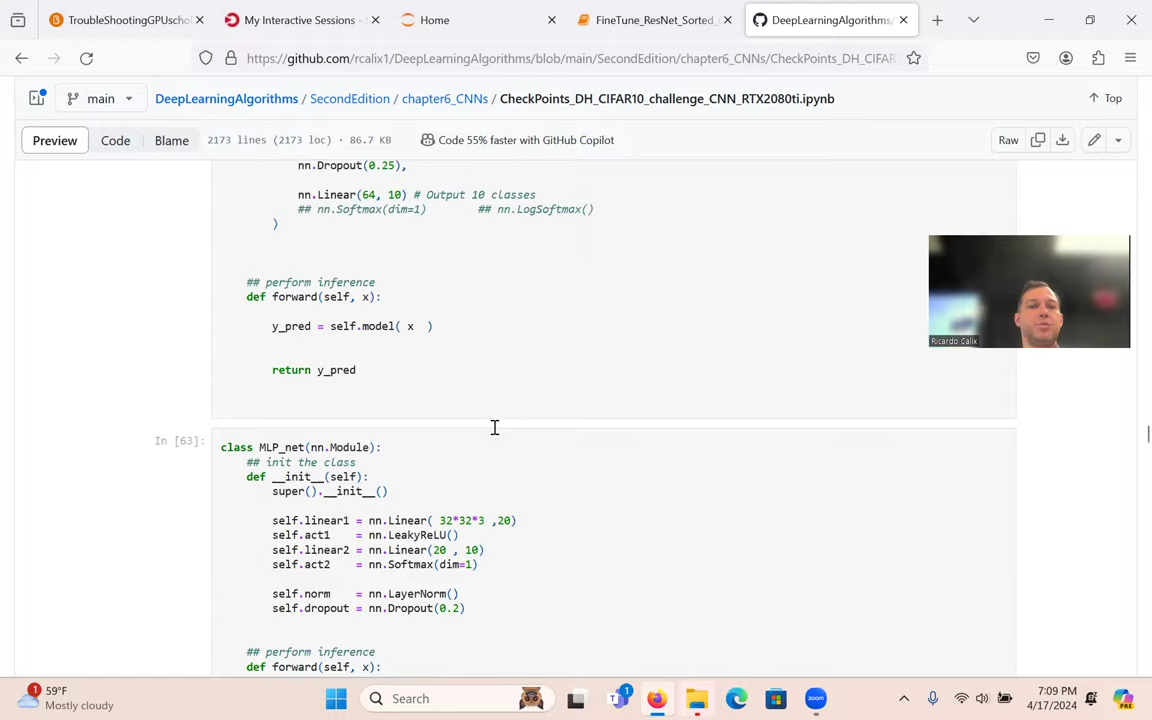 TroubleShootingGPUschol
My Interactive Sessions -
Home
FineTune_ResNet_Sorted_
DeepLearningAlgorithms/
https://github.com/rcalix1/DeepLearningAlgorithms/blob/main/SecondEdition/chapter6_CNNs/CheckPoints_DH_CIFAR
main
DeepLearningAlgorithms / SecondEdition / chapter6_CNNs / CheckPoints_DH_CIFAR10_challenge_CNN_RTX2080ti.ipynb
Top
Preview
Code
Blame
2173 lines (2173 loc) · 86.7 KB
Code 55% faster with GitHub Copilot
Raw
nn.Dropout(0.25),
nn.Linear(64, 10) # Output 10 classes
## nn.Softmax(dim=1) ## nn.LogSoftmax()
)
## perform inference
def forward(self, x):
y_pred = self.model( x )
return y_pred
Ricardo Calix
In [63]:
class MLP_net(nn.Module):
## init the class
def __init__(self):
super().__init__()
self.linear1 = nn.Linear( 32*32*3 ,20)
self.act1 = nn.LeakyReLU()
self.linear2 = nn.Linear(20 , 10)
self.act2 = nn.Softmax(dim=1)
self.norm = nn.LayerNorm()
self.dropout = nn.Dropout(0.2)
## perform inference
def forward(self, x):
1
59°F
Mostly cloudy
Search
1
zoom
7:09 PM
4/17/2024
PRE